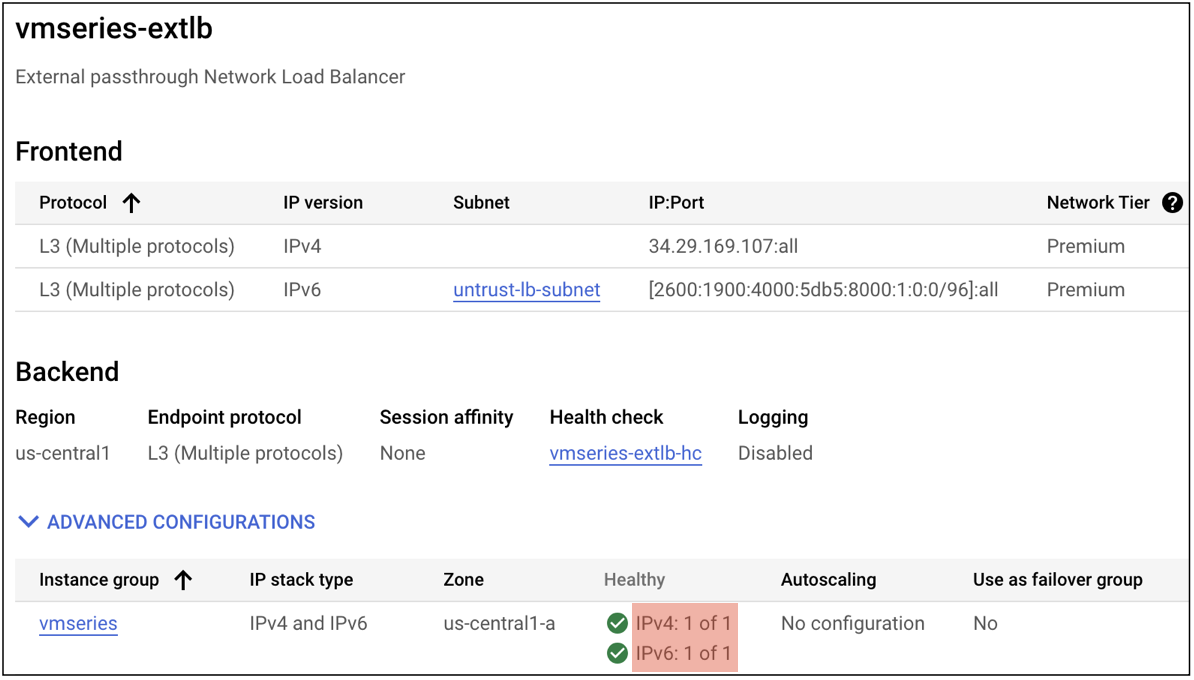 vmseries-extlb
External passthrough Network Load Balancer
Frontend
Protocol IP version Subnet IP:Port Network Tier ?
L3 (Multiple protocols) IPv4 34.29.169.107:all Premium
L3 (Multiple protocols) IPv6 untrust-lb-subnet [2600:1900:4000:5db5:8000:1:0:0/96]:all Premium
Backend
Region Endpoint protocol Session affinity Health check Logging
us-central1 L3 (Multiple protocols) None vmseries-extlb-hc Disabled
ADVANCED CONFIGURATIONS
Instance group IP stack type Zone Healthy Autoscaling Use as failover group
vmseries IPv4 and IPv6 us-central1-a IPv4: 1 of 1 No configuration No
IPv6: 1 of 1